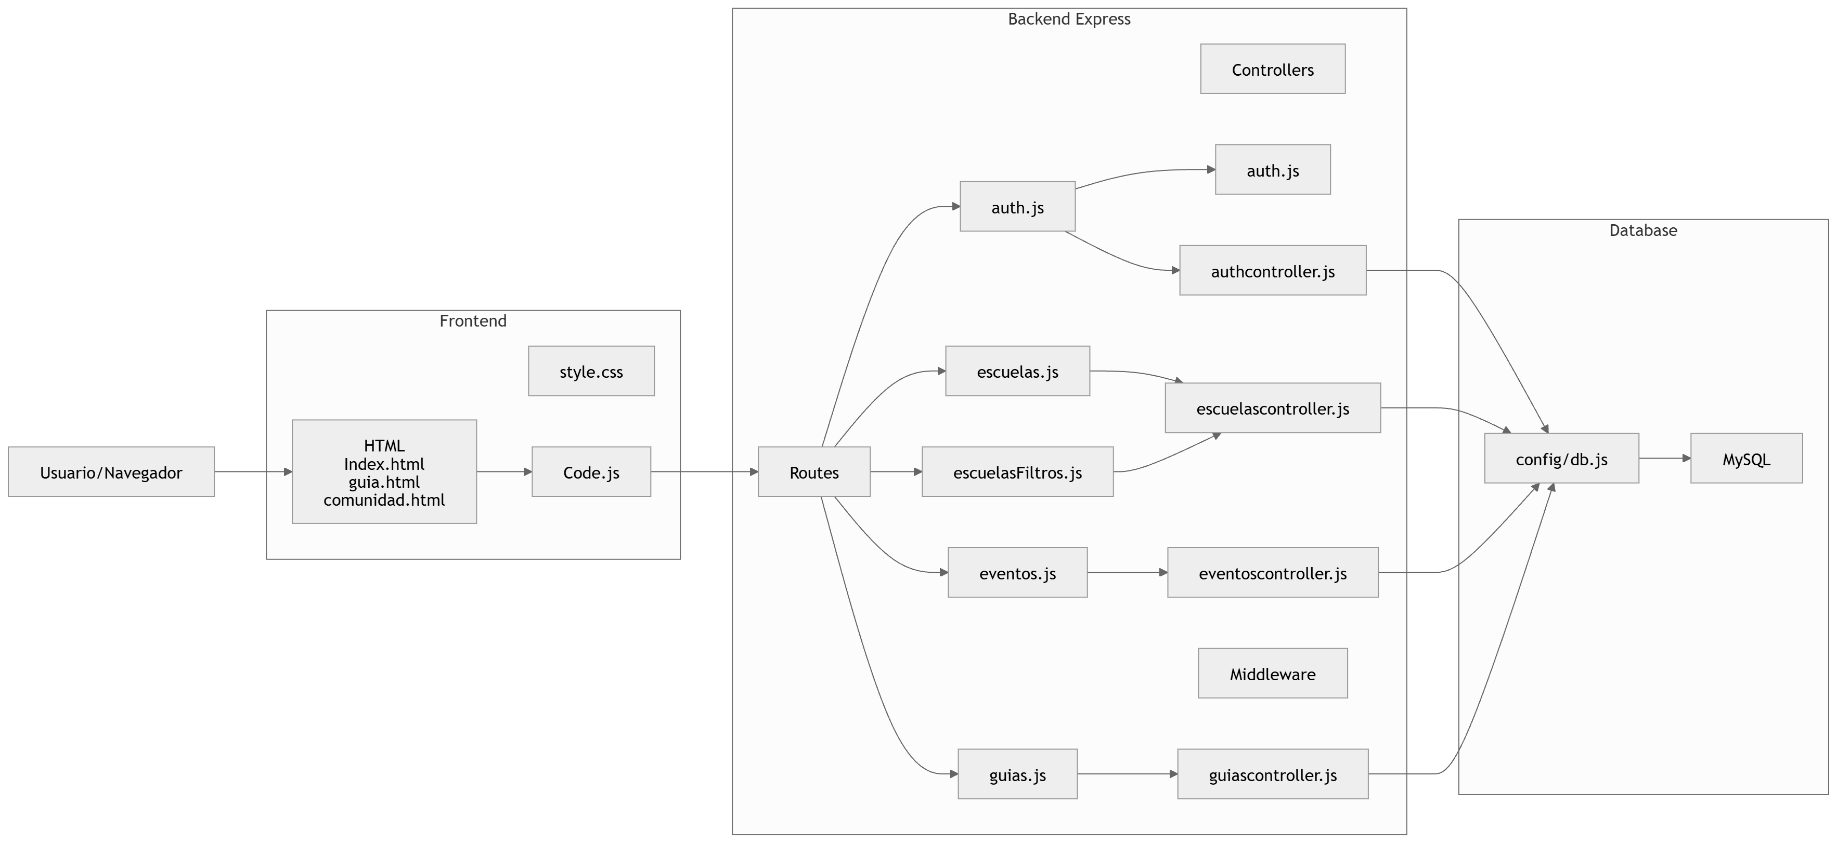 Usuario/Navegador
Frontend
style.css
HTML
Index.html
guia.html
comunidad.html
Code.js
Backend Express
Controllers
auth.js
auth.js
authcontroller.js
escuelas.js
escuelascontroller.js
Routes
escuelasFiltros.js
eventos.js
eventoscontroller.js
Middleware
guias.js
guiascontroller.js
Database
config/db.js
MySQL